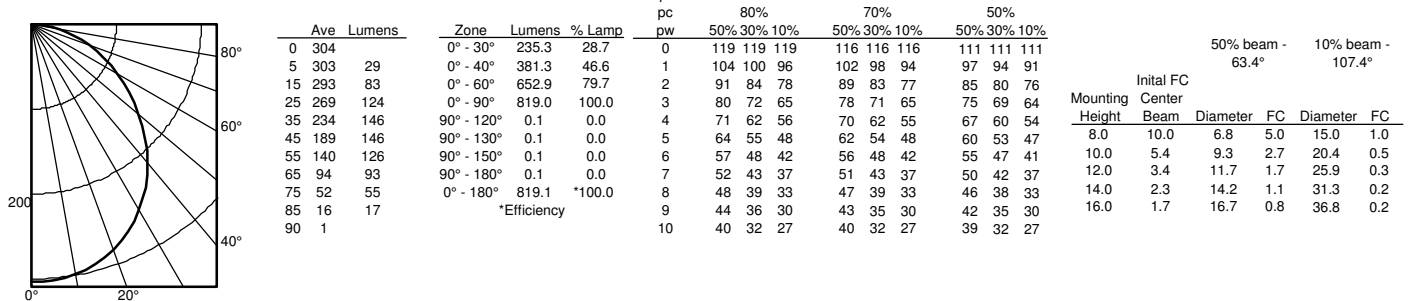 80°
60°
40°
200
0° 20°
Ave Lumens
0 304
5 303 29
15 293 83
25 269 124
35 234 146
45 189 146
55 140 126
65 94 93
75 52 55
85 16 17
90 1
Zone Lumens % Lamp
0° - 30° 235.3 28.7
0° - 40° 381.3 46.6
0° - 60° 652.9 79.7
0° - 90° 819.0 100.0
90° - 120° 0.1 0.0
90° - 130° 0.1 0.0
90° - 150° 0.1 0.0
90° - 180° 0.1 0.0
0° - 180° 819.1 *100.0
*Efficiency
pc 80% 70% 50%
pw 50% 30% 10% 50% 30% 10% 50% 30% 10%
0 119 119 119 116 116 116 111 111 111
1 104 100 96 102 98 94 97 94 91
2 91 84 78 89 83 77 85 80 76
3 80 72 65 78 71 65 75 69 64
4 71 62 56 70 62 55 67 60 54
5 64 55 48 62 54 48 60 53 47
6 57 48 42 56 48 42 55 47 41
7 52 43 37 51 43 37 50 42 37
8 48 39 33 47 39 33 46 38 33
9 44 36 30 43 35 30 42 35 30
10 40 32 27 40 32 27 39 32 27
50% beam - 10% beam -
63.4° 107.4°
Inital FC
Mounting Center
Height Beam Diameter FC Diameter FC
8.0 10.0 6.8 5.0 15.0 1.0
10.0 5.4 9.3 2.7 20.4 0.5
12.0 3.4 11.7 1.7 25.9 0.3
14.0 2.3 14.2 1.1 31.3 0.2
16.0 1.7 16.7 0.8 36.8 0.2